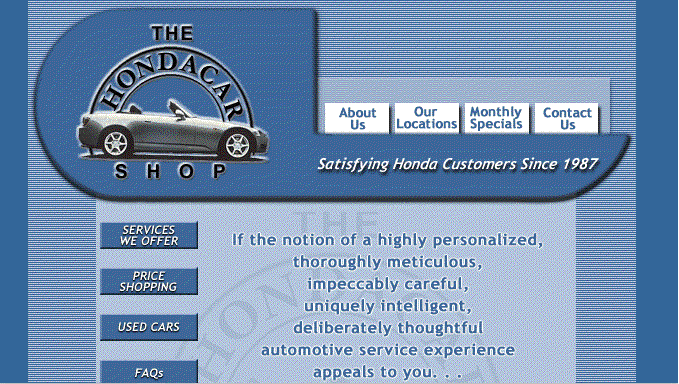 THE
HONDACAR
SHOP
About
Us
Our
Locations
Monthly
Specials
Contact
Us
Satisfying Honda Customers Since 1987
SERVICES
WE OFFER
PRICE
SHOPPING
USED CARS
FAQs
THE
HONDACAR
If the notion of a highly personalized,
thoroughly meticulous,
impeccably careful,
uniquely intelligent,
deliberately thoughtful
automotive service experience
appeals to you. . .